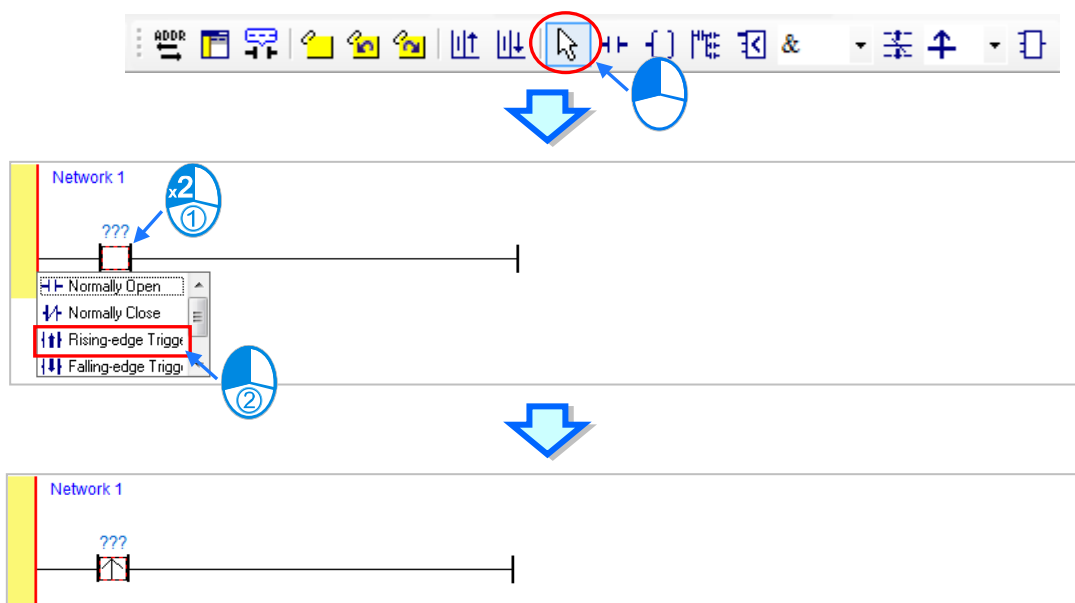 ADDR
&
Network 1
x2
①
???
Normally Open
Normally Close
Rising-edge Trigge
Falling-edge Trigg
②
Network 1
???